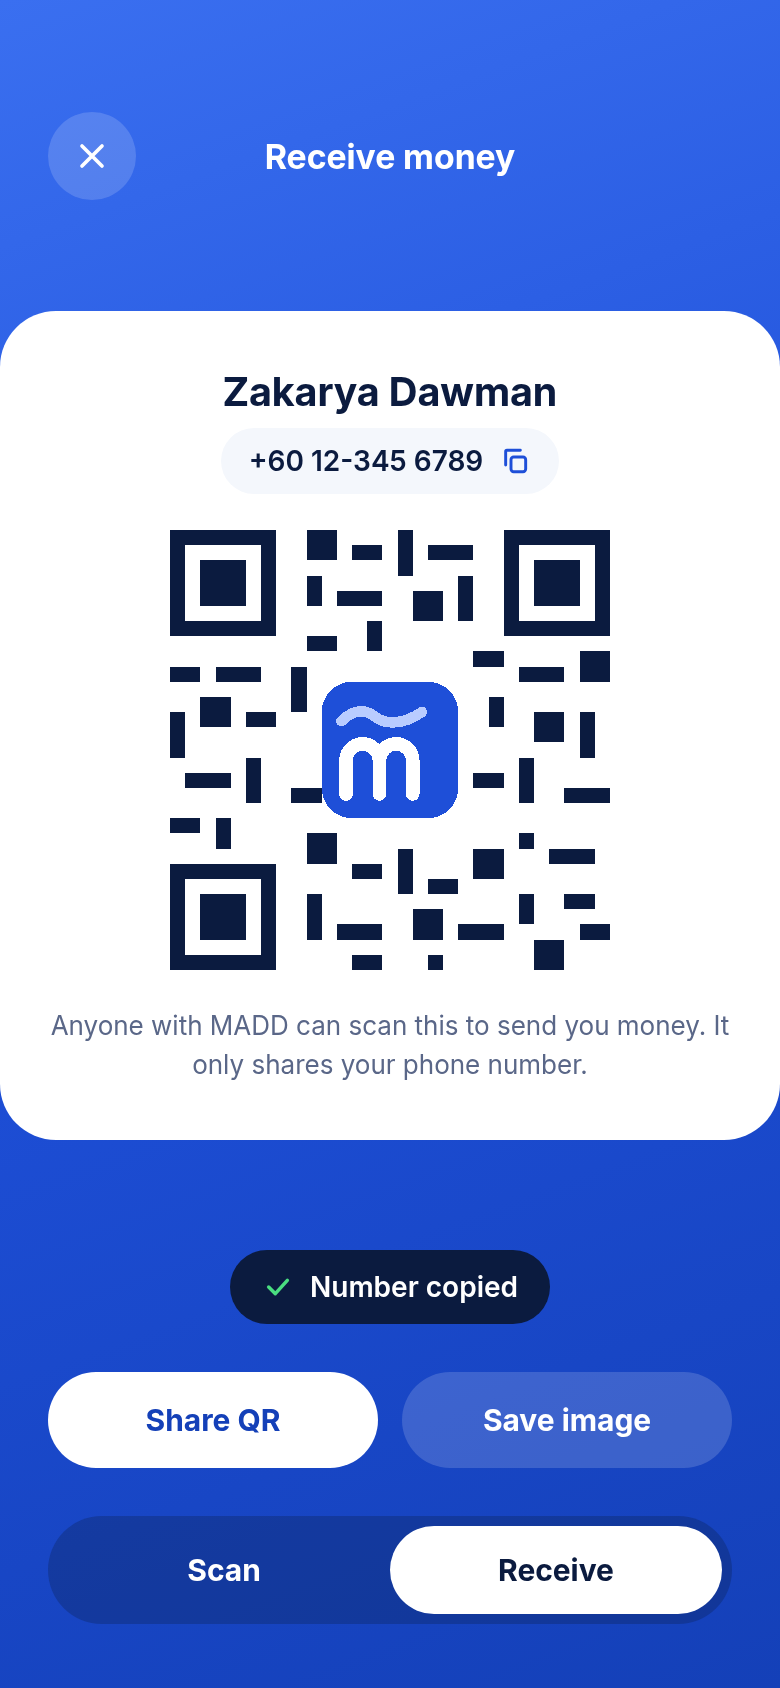 Receive money
Zakarya Dawman
+60 12-345 6789
m
Anyone with MADD can scan this to send you money. It
only shares your phone number.
Number copied
Share QR
Save image
Scan
Receive